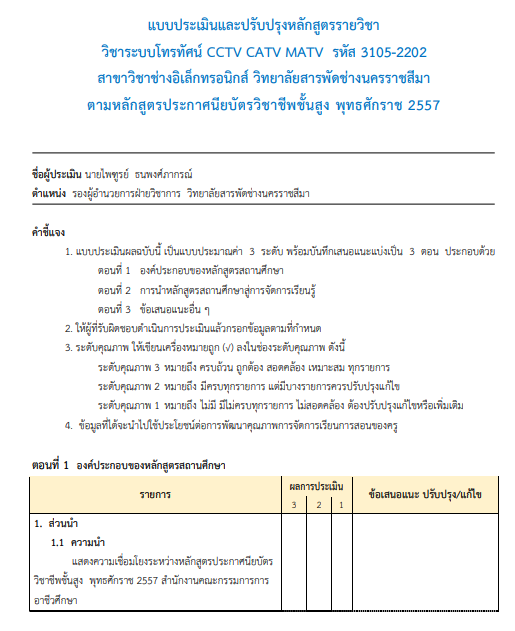 แบบประเมินและปรับปรุงหลักสูตรรายวิชา
วิชาระบบโทรทัศน์ CCTV CATV MATV รหัส 3105-2202
สาขาวิชาช่างอิเล็กทรอนิกส์ วิทยาลัยสารพัดช่างนครราชสีมา
ตามหลักสูตรประกาศนียบัตรวิชาชีพชั้นสูง พุทธศักราช 2557
ชื่อผู้ประเมิน นายไพฑูรย์ ธนพงศ์ภากรณ์
ตำแหน่ง รองผู้อำนวยการฝ่ายวิชาการ วิทยาลัยสารพัดช่างนครราชสีมา
คำชี้แจง
1. แบบประเมินผลฉบับนี้ เป็นแบบประมาณค่า 3 ระดับ พร้อมบันทึกเสนอแนะแบ่งเป็น 3 ตอน ประกอบด้วย
ตอนที่ 1 องค์ประกอบของหลักสูตรสถานศึกษา
ตอนที่ 2 การนำหลักสูตรสถานศึกษาสู่การจัดการเรียนรู้
ตอนที่ 3 ข้อเสนอแนะอื่น ๆ
2. ให้ผู้ที่รับผิดชอบดำเนินการประเมินแล้วกรอกข้อมูลตามที่กำหนด
3. ระดับคุณภาพ ให้เขียนเครื่องหมายถูก (√) ลงในช่องระดับคุณภาพ ดังนี้
ระดับคุณภาพ 3 หมายถึง ครบถ้วน ถูกต้อง สอดคล้อง เหมาะสม ทุกรายการ
ระดับคุณภาพ 2 หมายถึง มีครบทุกรายการ แต่มีบางรายการควรปรับปรุงแก้ไข
ระดับคุณภาพ 1 หมายถึง ไม่มี มีไม่ครบทุกรายการ ไม่สอดคล้อง ต้องปรับปรุงแก้ไขหรือเพิ่มเติม
4. ข้อมูลที่ได้จะนำไปใช้ประโยชน์ต่อการพัฒนาคุณภาพการจัดการเรียนการสอนของครู
ตอนที่ 1 องค์ประกอบของหลักสูตรสถานศึกษา
รายการ
ผลการประเมิน
ข้อเสนอแนะ ปรับปรุง/แก้ไข
3 2 1
1. ส่วนนำ
1.1 ความนำ
แสดงความเชื่อมโยงระหว่างหลักสูตรประกาศนียบัตร
วิชาชีพชั้นสูง พุทธศักราช 2557 สำนักงานคณะกรรมการการ
อาชีวศึกษา